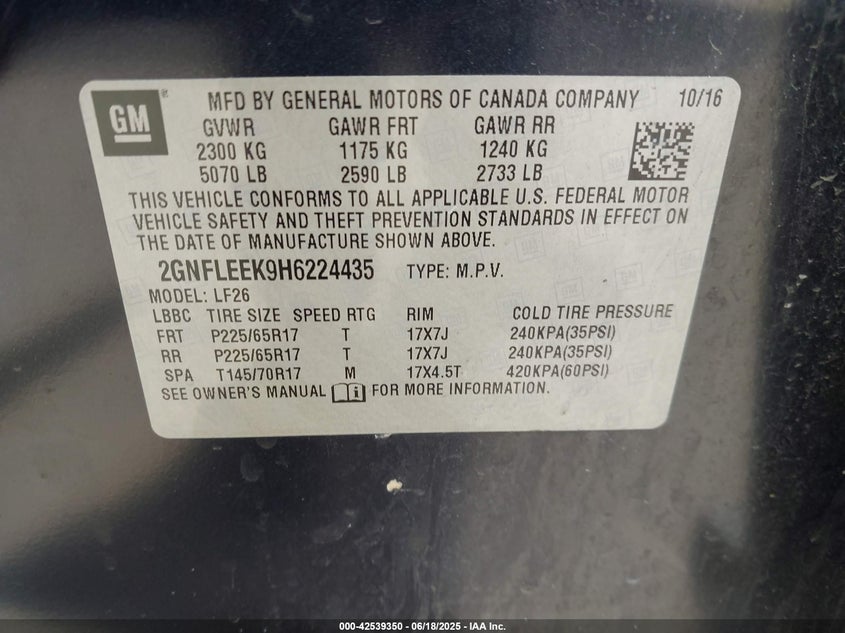 GM ® MFD BY GENERAL MOTORS OF CANADA COMPANY 10/16
GVWR GAWR FRT GAWR RR
2300 KG 1175 KG 1240 KG
5070 LB 2590 LB 2733 LB
THIS VEHICLE CONFORMS TO ALL APPLICABLE U.S. FEDERAL MOTOR
VEHICLE SAFETY AND THEFT PREVENTION STANDARDS IN EFFECT ON
THE DATE OF MANUFACTURE SHOWN ABOVE.
2GNFLEEK9H6224435 TYPE: M.P.V.
MODEL: LF26
LBBC TIRE SIZE SPEED RTG RIM COLD TIRE PRESSURE
FRT P225/65R17 T 17X7J 240KPA(35PSI)
RR P225/65R17 T 17X7J 240KPA(35PSI)
SPA T145/70R17 M 17X4.5T 420KPA(60PSI)
SEE OWNER'S MANUAL i FOR MORE INFORMATION.
000-42539350 - 06/18/2025 - IAA Inc.